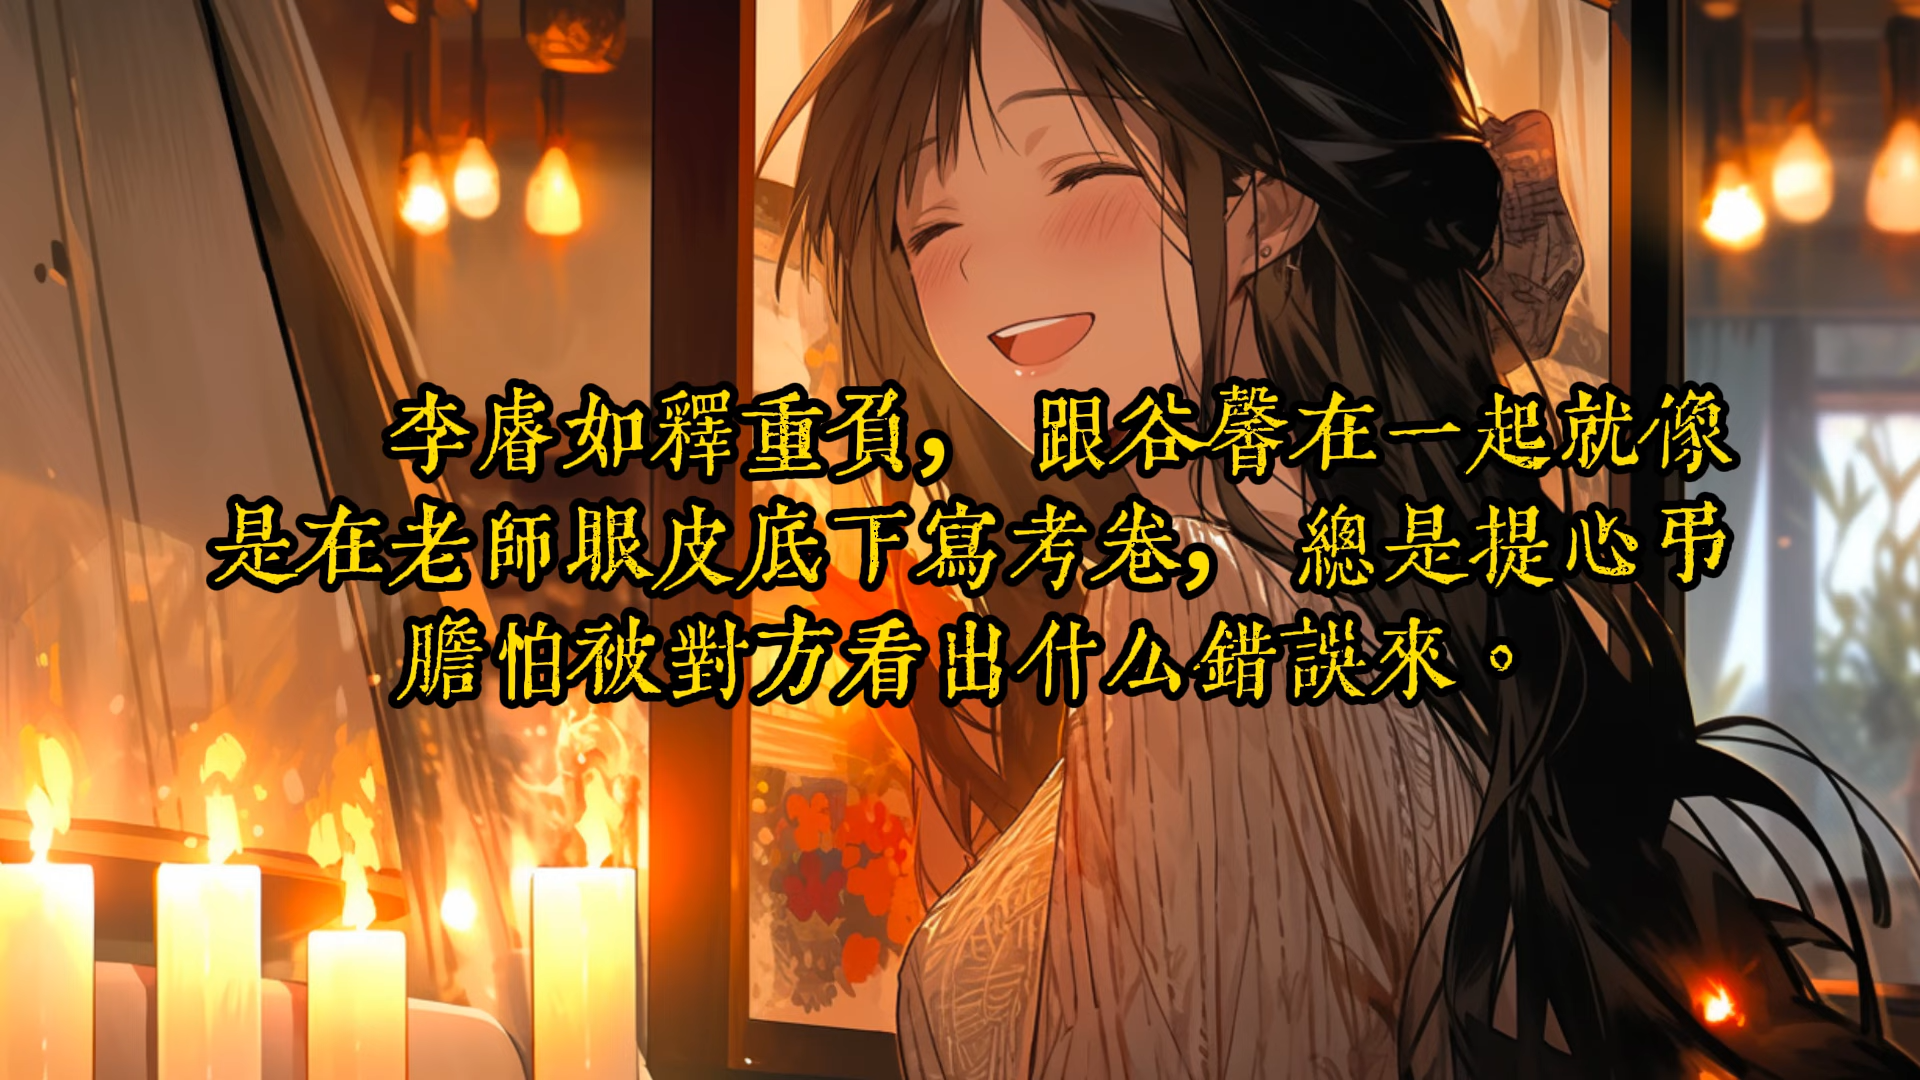 李睿如釋重負，跟谷馨在一起就像
是在老師眼皮底下寫考卷，總是提心弔
膽怕被對方看出什么錯誤來。